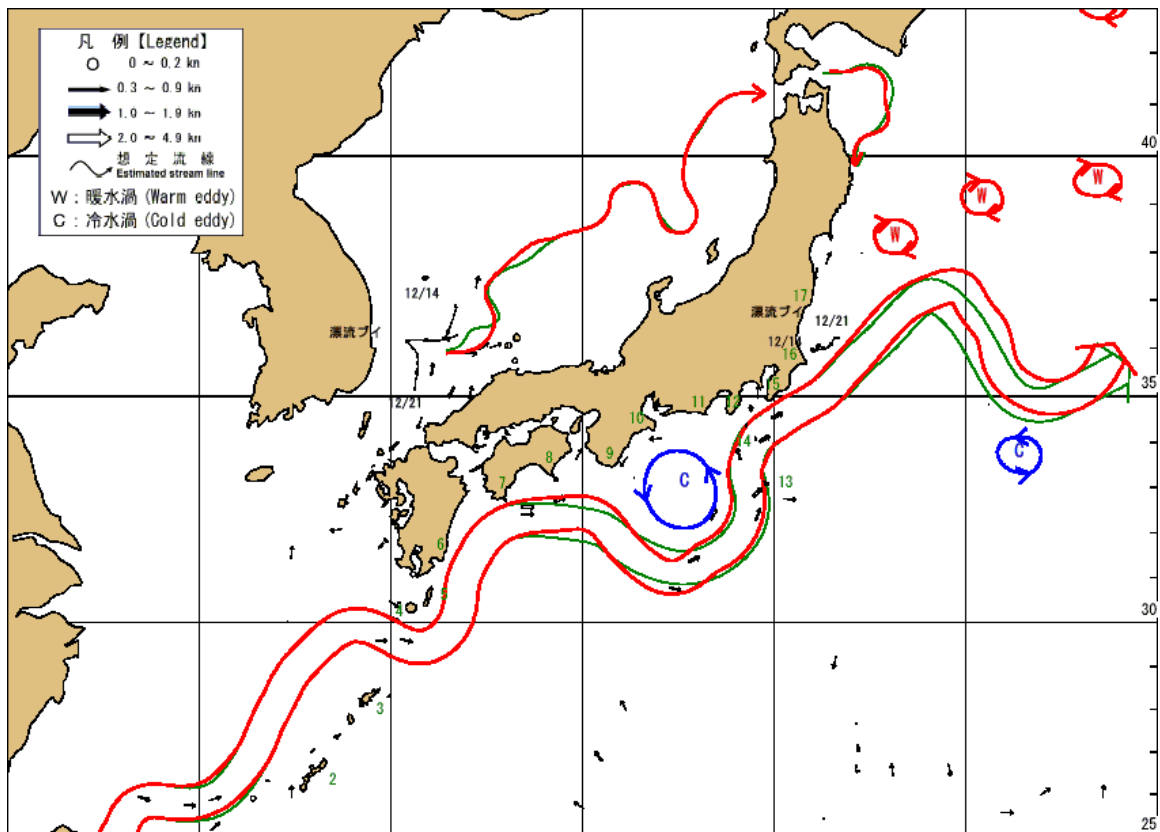 凡 例【Legend】
0 ~ 0.2 kn
0.3 ~ 0.9 kn
1.0 ~ 1.9 kn
2.0 ~ 4.9 kn
想 定 流 線
Estimated stream line
W : 暖水渦 (Warm eddy)
C : 冷水渦 (Cold eddy)
40
W
W
W
12/14
漂流ブイ
17
漂流ブイ
12/21
12/14
16
15
35
12/21
11
12
10
14
9
8
7
C
C
13
6
5
4
30
3
2
25